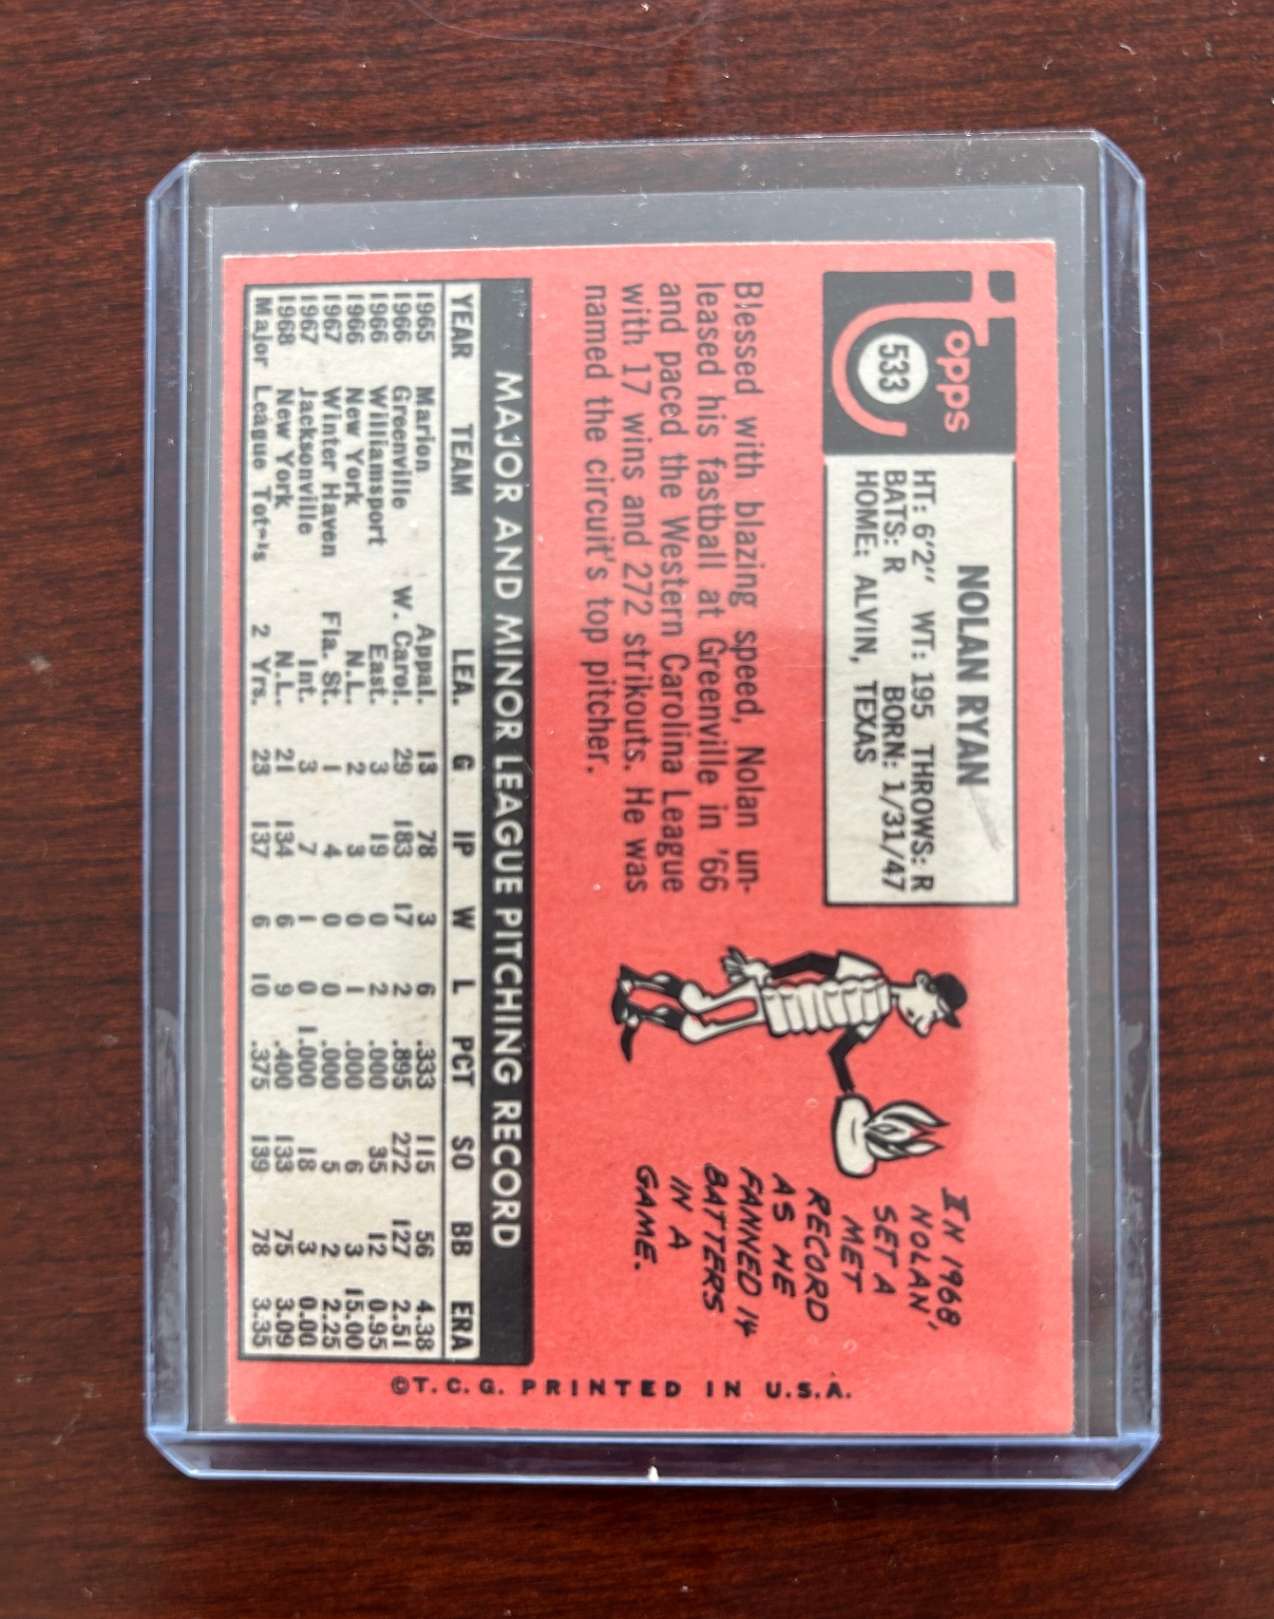 Topps
533
NOLAN RYAN
HT: 6'2" WT: 195 THROWS: R
BATS: R BORN: 1/31/47
HOME: ALVIN, TEXAS
Blessed with blazing speed, Nolan un-
leased his fastball at Greenville in '66
and paced the Western Carolina League
with 17 wins and 272 strikouts. He was
named the circuit's top pitcher.
IN 1968,
NOLAN
SET A
MET
RECORD
AS HE
FANNED 14
BATTERS
IN A
GAME.
MAJOR AND MINOR LEAGUE PITCHING RECORD
YEAR TEAM LEA. G IP W L PCT SO BB ERA
1965 Marion Appal. 13 78 3 6 .333 115 56 4.38
1966 Greenville W. Carol. 29 183 17 2 .895 272 127 2.51
1966 Williamsport East. 3 19 0 2 .000 35 12 0.95
1966 New York N.L. 2 3 0 1 .000 6 3 15.00
1967 Winter Haven Fla. St. 1 4 0 0 .000 5 2 2.25
1967 Jacksonville Int. 3 7 1 0 1.000 18 3 0.00
1968 New York N.L. 21 134 6 9 .400 133 75 3.09
Major League Totals 2 Yrs. 23 137 6 10 .375 139 78 3.35
©T.C.G. PRINTED IN U.S.A.